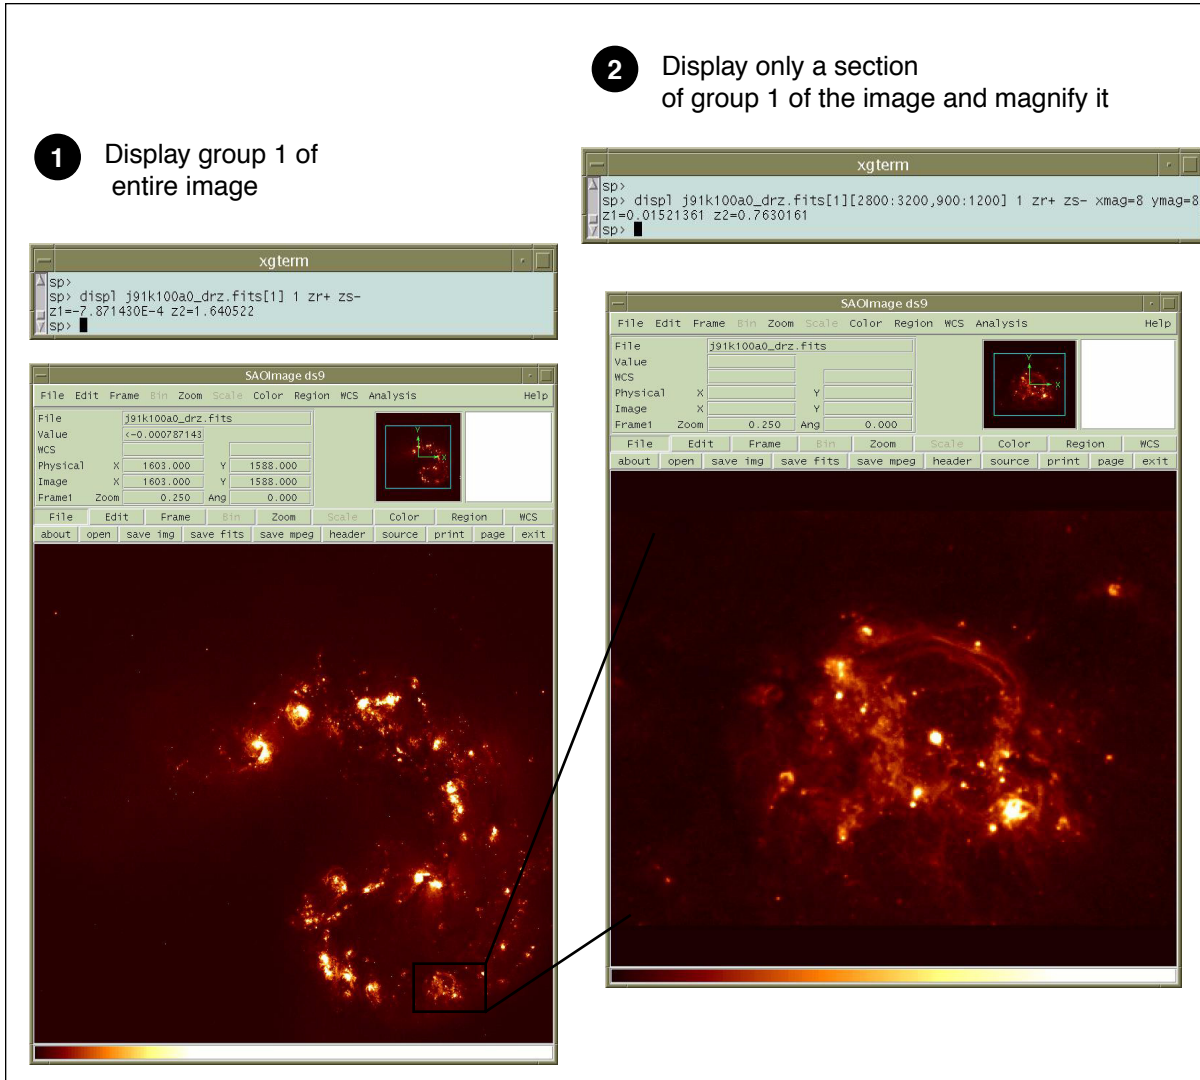 1
Display group 1 of
entire image
xgterm
sp>
sp> displ j91k100a0_drz.fits[1] 1 zr+ zs-
z1=-7.871430E-4 z2=1.640522
sp>
SAOImage ds9
File Edit Frame Bin Zoom Scale Color Region WCS Analysis Help
File j91k100a0_drz.fits
Value <-0.000787143
WCS
Physical X 1603.000 Y 1588.000
Image X 1603.000 Y 1588.000
Frame1 Zoom 0.250 Ang 0.000
Y
X
File Edit Frame Bin Zoom Scale Color Region WCS
about open save img save fits save mpeg header source print page exit
2
Display only a section
of group 1 of the image and magnify it
xgterm
sp>
sp> displ j91k100a0_drz.fits[1][2800:3200,900:1200] 1 zr+ zs- xmag=8 ymag=8
z1=0.01521361 z2=0.7630161
sp>
SAOImage ds9
File Edit Frame Bin Zoom Scale Color Region WCS Analysis Help
File j91k100a0_drz.fits
Value
WCS
Physical X Y
Image X Y
Frame1 Zoom 0.250 Ang 0.000
Y
X
File Edit Frame Bin Zoom Scale Color Region WCS
about open save img save fits save mpeg header source print page exit